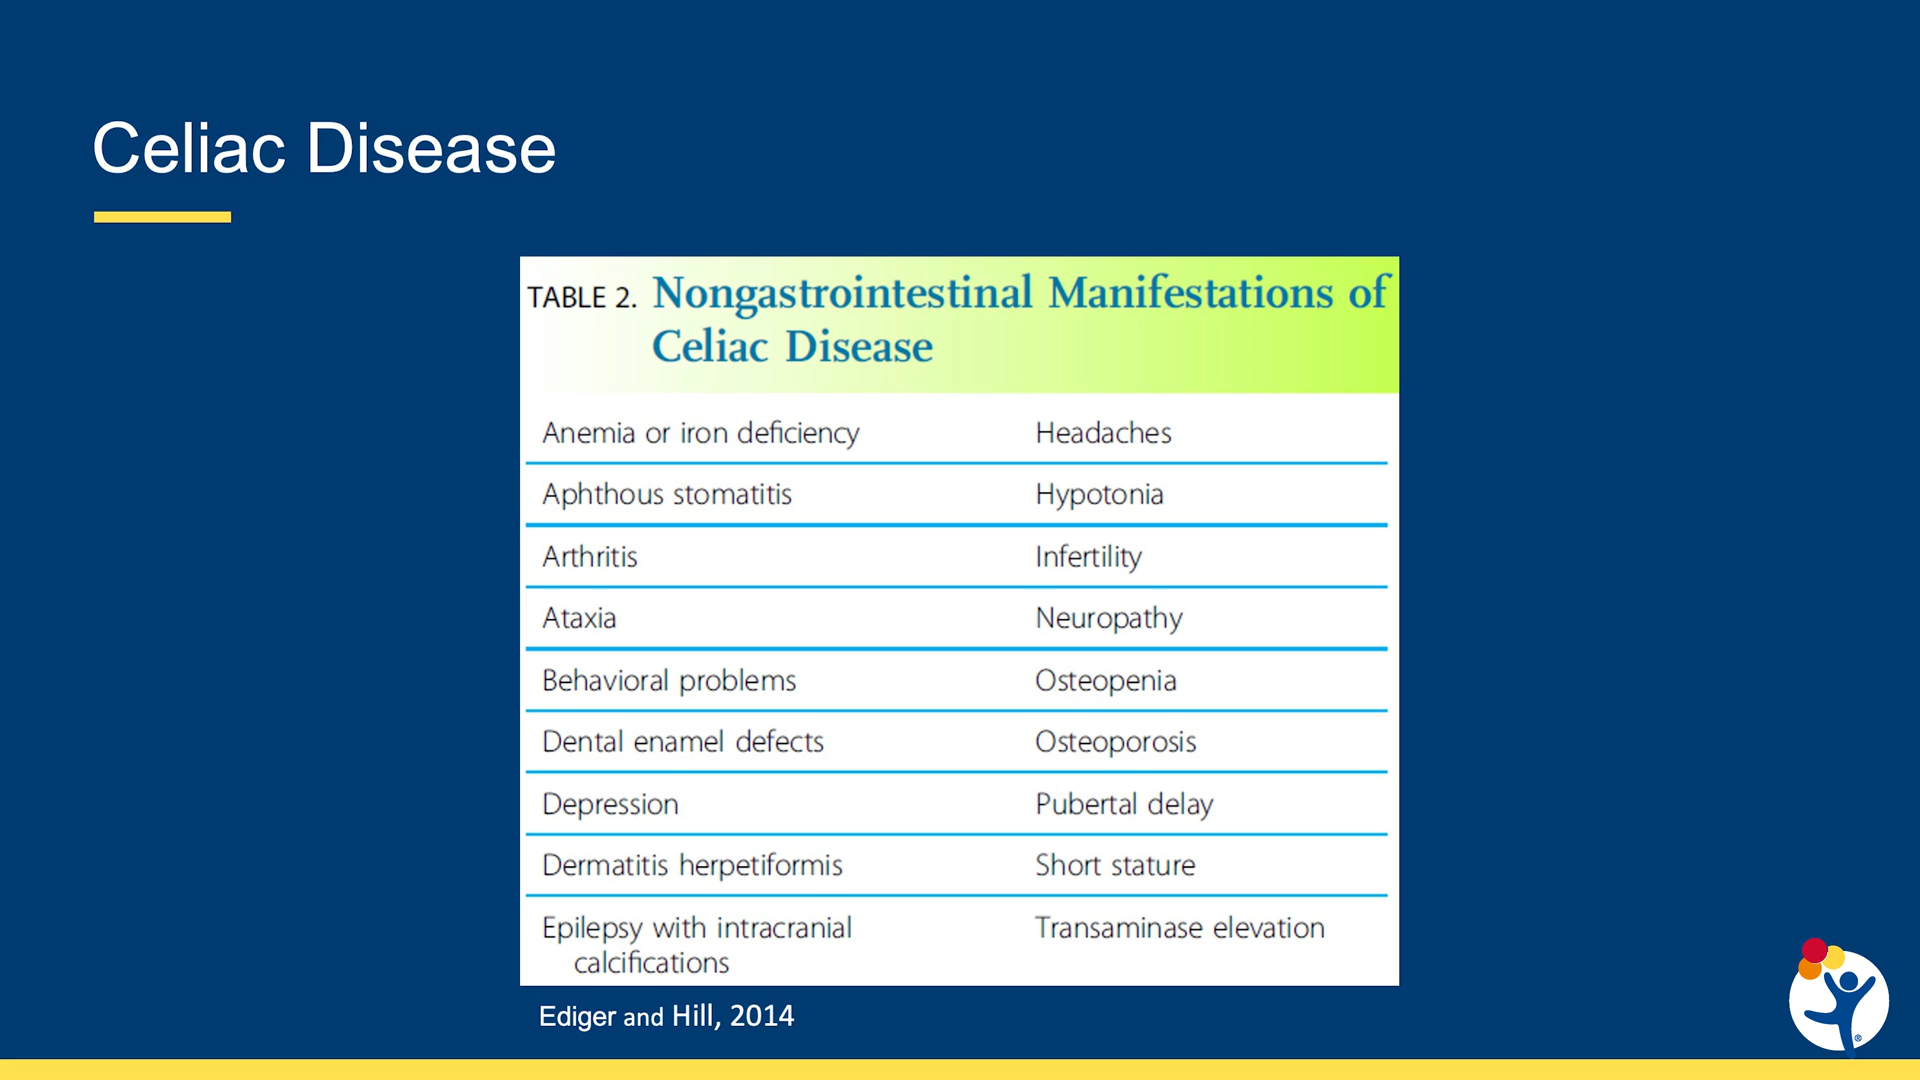 Celiac Disease
TABLE 2. Nongastrointestinal Manifestations of
Celiac Disease
Anemia or iron deficiency Headaches
Aphthous stomatitis Hypotonia
Arthritis Infertility
Ataxia Neuropathy
Behavioral problems Osteopenia
Dental enamel defects Osteoporosis
Depression Pubertal delay
Dermatitis herpetiformis Short stature
Epilepsy with intracranial Transaminase elevation
calcifications
Ediger and Hill, 2014
®